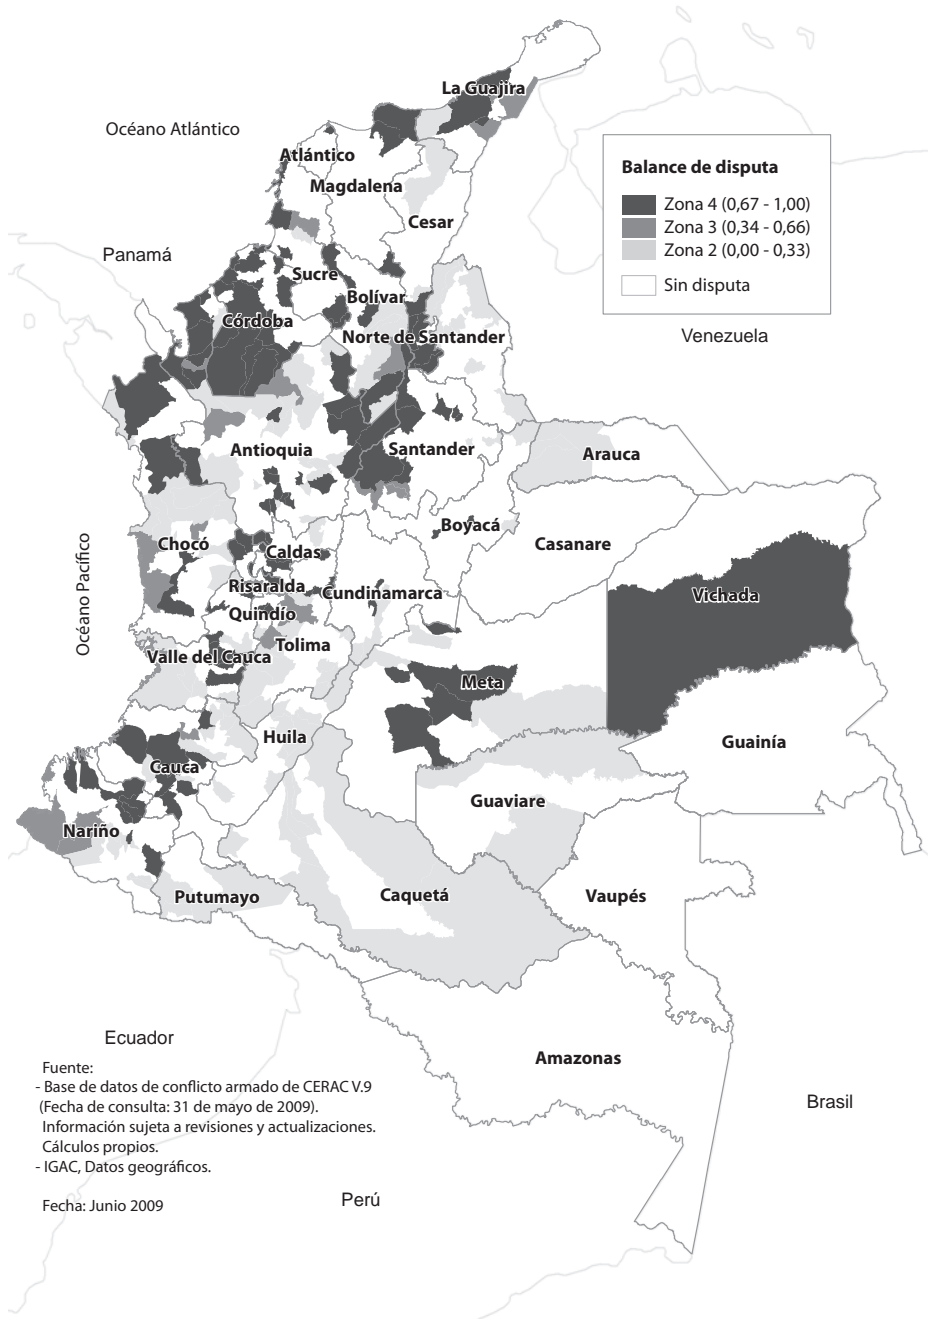 La Guajira
Océano Atlántico
Atlántico
Magdalena
Cesar
Balance de disputa
Zona 4 (0,67 - 1,00)
Zona 3 (0,34 - 0,66)
Zona 2 (0,00 - 0,33)
Sin disputa
Panamá
Sucre
Bolívar
Córdoba
Norte de Santander
Venezuela
Antioquia
Santander
Arauca
Boyacá
Chocó
Caldas
Casanare
Océano Pacífico
Risaralda
Cundinamarca
Vichada
Quindío
Tolima
Valle del Cauca
Meta
Huila
Guainía
Cauca
Guaviare
Nariño
Putumayo
Caquetá
Vaupés
Ecuador
Amazonas
Brasil
Perú
Fuente:
- Base de datos de conflicto armado de CERAC V.9
(Fecha de consulta: 31 de mayo de 2009).
Información sujeta a revisiones y actualizaciones.
Cálculos propios.
- IGAC, Datos geográficos.
Fecha: Junio 2009